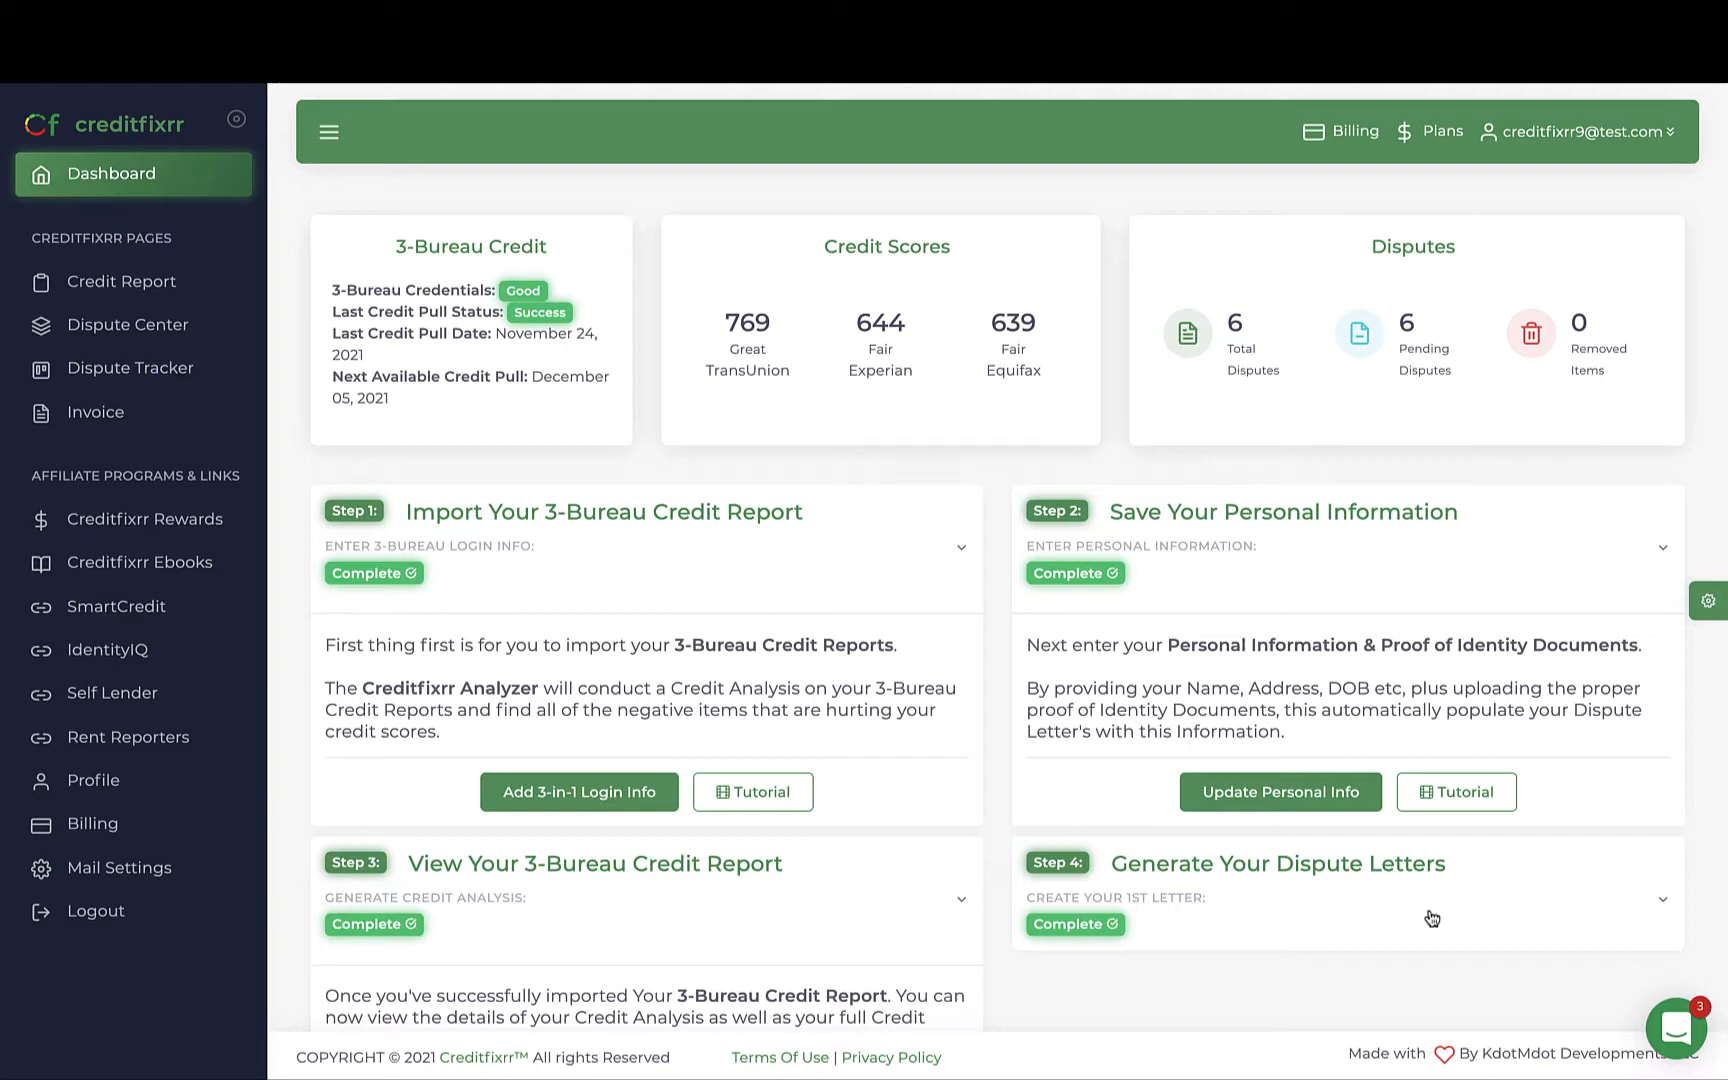 Cf creditfixrr
Dashboard
CREDITFIXRR PAGES
Credit Report
Dispute Center
Dispute Tracker
Invoice
AFFILIATE PROGRAMS & LINKS
Creditfixrr Rewards
Creditfixrr Ebooks
SmartCredit
IdentityIQ
Self Lender
Rent Reporters
Profile
Billing
Mail Settings
Logout
Billing $ Plans creditfixrr9@test.com
3-Bureau Credit
3-Bureau Credentials: Good
Last Credit Pull Status: Success
Last Credit Pull Date: November 24,
2021
Next Available Credit Pull: December
05, 2021
Credit Scores
769 644 639
Great Fair Fair
TransUnion Experian Equifax
Disputes
6 6 0
Total Pending Removed
Disputes Disputes Items
Step 1: Import Your 3-Bureau Credit Report
ENTER 3-BUREAU LOGIN INFO:
Complete
First thing first is for you to import your 3-Bureau Credit Reports.
The Creditfixrr Analyzer will conduct a Credit Analysis on your 3-Bureau
Credit Reports and find all of the negative items that are hurting your
credit scores.
Add 3-in-1 Login Info Tutorial
Step 2: Save Your Personal Information
ENTER PERSONAL INFORMATION:
Complete
Next enter your Personal Information & Proof of Identity Documents.
By providing your Name, Address, DOB etc, plus uploading the proper
proof of Identity Documents, this automatically populate your Dispute
Letter's with this Information.
Update Personal Info Tutorial
Step 3: View Your 3-Bureau Credit Report
GENERATE CREDIT ANALYSIS:
Complete
Once you've successfully imported Your 3-Bureau Credit Report. You can
now view the details of your Credit Analysis as well as your full Credit
Step 4: Generate Your Dispute Letters
CREATE YOUR 1ST LETTER:
Complete
3
COPYRIGHT © 2021 Creditfixrr™ All rights Reserved Terms Of Use | Privacy Policy
Made with By KdotMdot Development